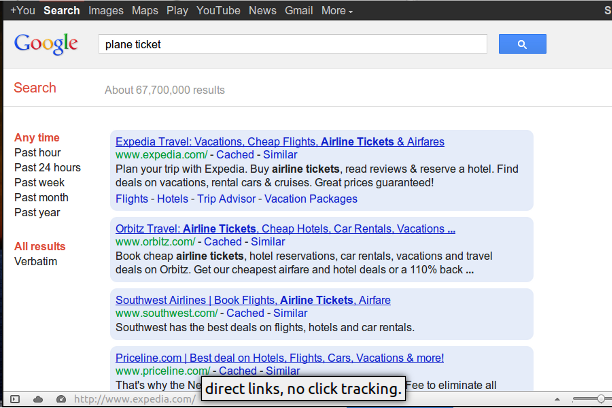 +You Search Images Maps Play YouTube News Gmail More S
Google plane ticket
Search About 67,700,000 results
Any time
Past hour
Past 24 hours
Past week
Past month
Past year
All results
Verbatim
Expedia Travel: Vacations, Cheap Flights, Airline Tickets & Airfares
www.expedia.com/ - Cached - Similar
Plan your trip with Expedia. Buy airline tickets, read reviews & reserve a hotel. Find
deals on vacations, rental cars & cruises. Great prices guaranteed!
Flights - Hotels - Trip Advisor - Vacation Packages
Orbitz Travel: Airline Tickets, Cheap Hotels, Car Rentals, Vacations ...
www.orbitz.com/ - Cached - Similar
Book cheap airline tickets, hotel reservations, car rentals, vacations and travel
deals on Orbitz. Get our cheapest airfare and hotel deals or a 110% back ...
Southwest Airlines | Book Flights, Airline Tickets, Airfare
www.southwest.com/ - Cached - Similar
Southwest has the best deals on flights, hotels and car rentals.
Priceline.com | Best deal on Hotels, Flights, Cars, Vacations & more!
www.priceline.com/ - Cached - Similar
That's why the Ne Fee to eliminate all
direct links, no click tracking.
http://www.expedia.com/